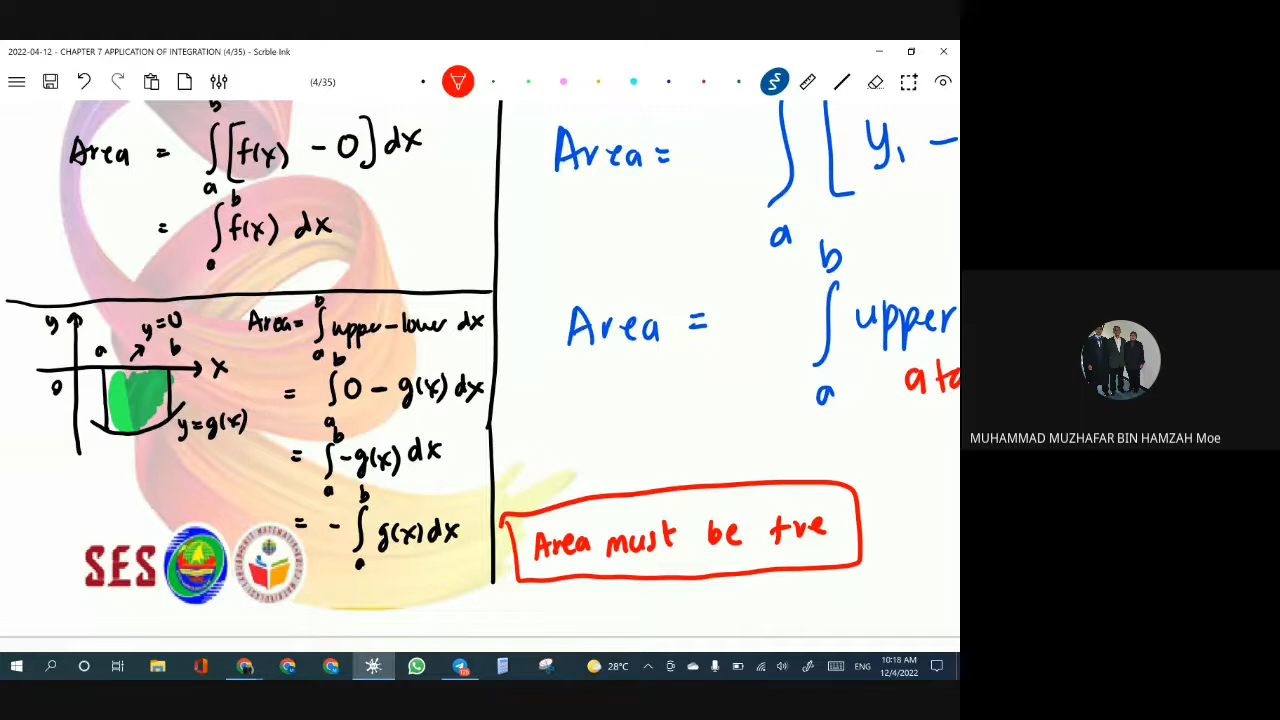 2022-04-12 - CHAPTER 7 APPLICATION OF INTEGRATION (4/35) - Scrble Ink
(4/35)
b
Area = ∫ [f(x) - 0] dx
a
b
= ∫ f(x) dx
a
y
y=0
a
b
x
0
y=g(x)
b
Area = ∫ upper - lower dx
a
b
= ∫ 0 - g(x) dx
a
b
= ∫ -g(x) dx
a
b
= - ∫ g(x) dx
a
SES
Area = ∫ [ y₁ -
a
b
Area = ∫ upper
a
Area must be +ve
MUHAMMAD MUZHAFAR BIN HAMZAH Moe
28°C
ENG
10:18 AM
12/4/2022